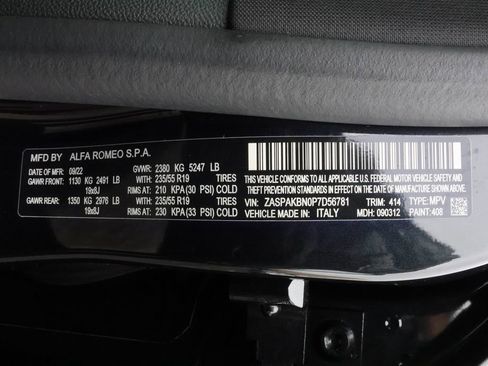 MFD BY  ALFA ROMEO S.P.A.
DATE OF MFR: 09/22 GVWR: 2380 KG 5247 LB
GAWR FRONT: 1130 KG 2491 LB WITH: 235/55 R19 TIRES
19x8J RIMS AT: 210 KPA (30 PSI) COLD
GAWR REAR: 1350 KG 2976 LB WITH: 235/55 R19 TIRES
19x8J RIMS AT: 230 KPA (33 PSI) COLD
THIS VEHICLE CONFORMS TO ALL APPLICABLE
U.S. FEDERAL MOTOR VEHICLE SAFETY
STANDARDS IN EFFECT ON THE DATE OF
MANUFACTURE SHOWN ABOVE.
VIN: ZASPAKBN0P7D56781 TRIM: 414 TYPE: MPV
VEHICLE MADE IN: ITALY MDH: 090312 PAINT: 408